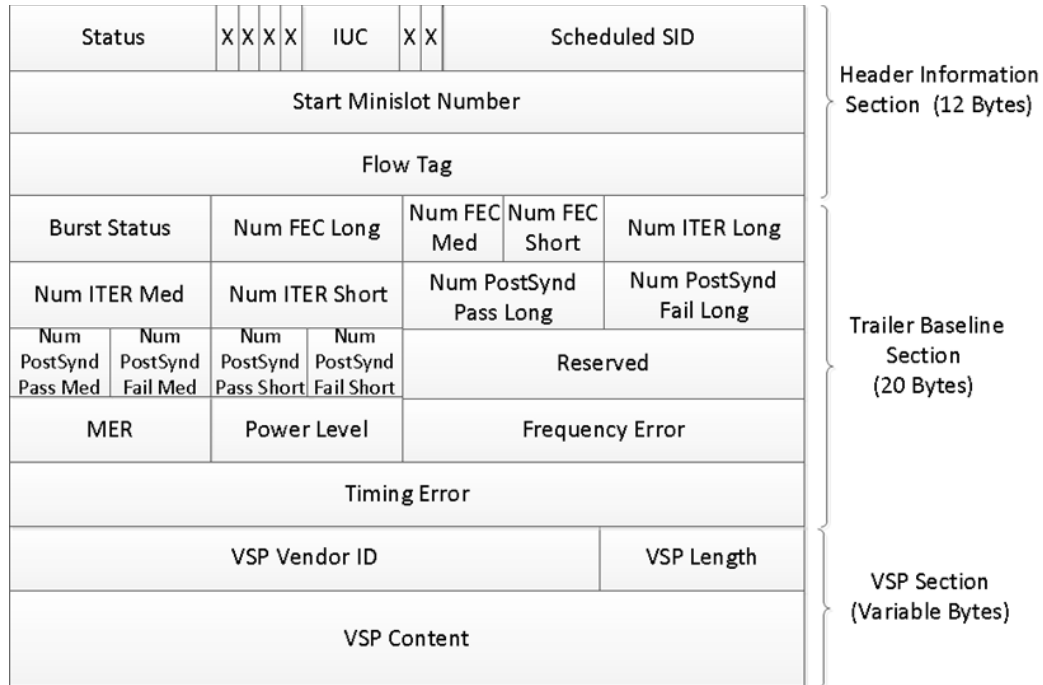 Status X X X X IUC X X Scheduled SID
Header Information
Section (12 Bytes)
Start Minislot Number
Flow Tag
Burst Status
Num FEC Long
Num FEC
Med
Num FEC
Short
Num ITER Long
Num ITER Med
Num ITER Short
Num PostSynd
Pass Long
Num PostSynd
Fail Long
Num
PostSynd
Pass Med
Num
PostSynd
Fail Med
Num
PostSynd
Pass Short
Num
PostSynd
Fail Short
Reserved
Trailer Baseline
Section
(20 Bytes)
MER
Power Level
Frequency Error
Timing Error
VSP Vendor ID
VSP Length
VSP Content
VSP Section
(Variable Bytes)